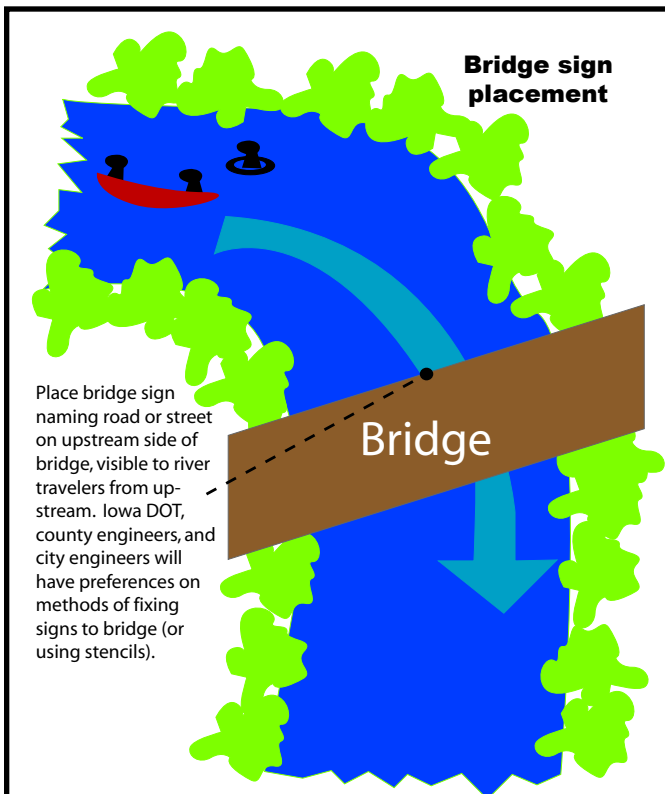 Bridge sign
placement
Place bridge sign
naming road or street
on upstream side of
bridge, visible to river
travelers from up-
stream.  Iowa DOT,
county engineers, and
city engineers will
have preferences on
methods of fixing
signs to bridge (or
using stencils).
Bridge